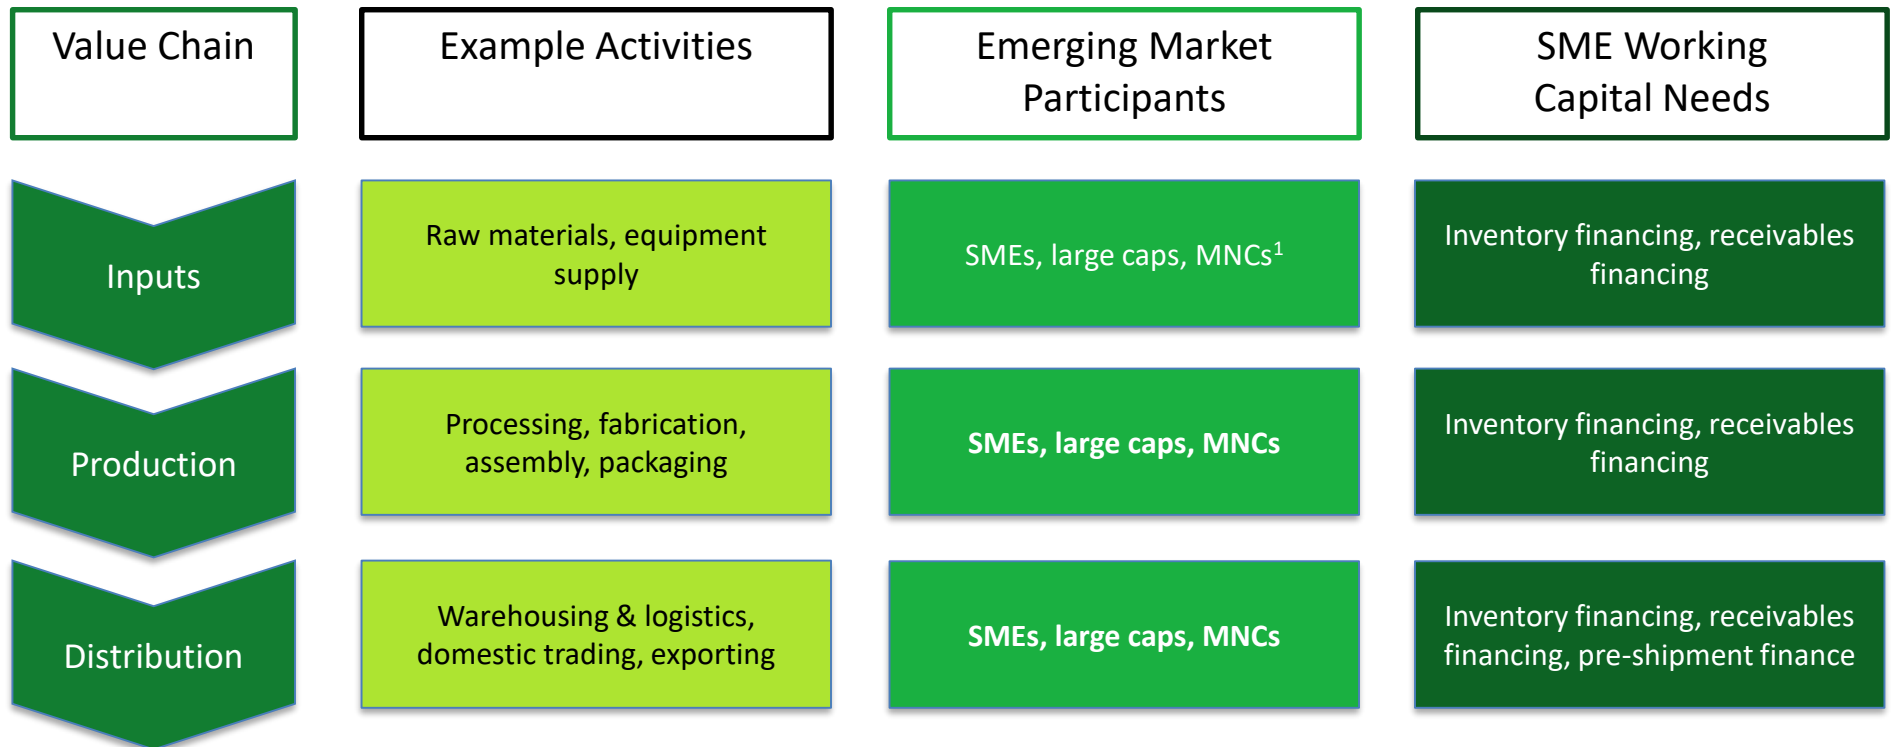 Value Chain
Example Activities
Emerging Market
Participants
SME Working
Capital Needs
Inputs
Raw materials, equipment
supply
SMEs, large caps, MNCs¹
Inventory financing, receivables
financing
Production
Processing, fabrication,
assembly, packaging
SMEs, large caps, MNCs
Inventory financing, receivables
financing
Distribution
Warehousing & logistics,
domestic trading, exporting
SMEs, large caps, MNCs
Inventory financing, receivables
financing, pre-shipment finance